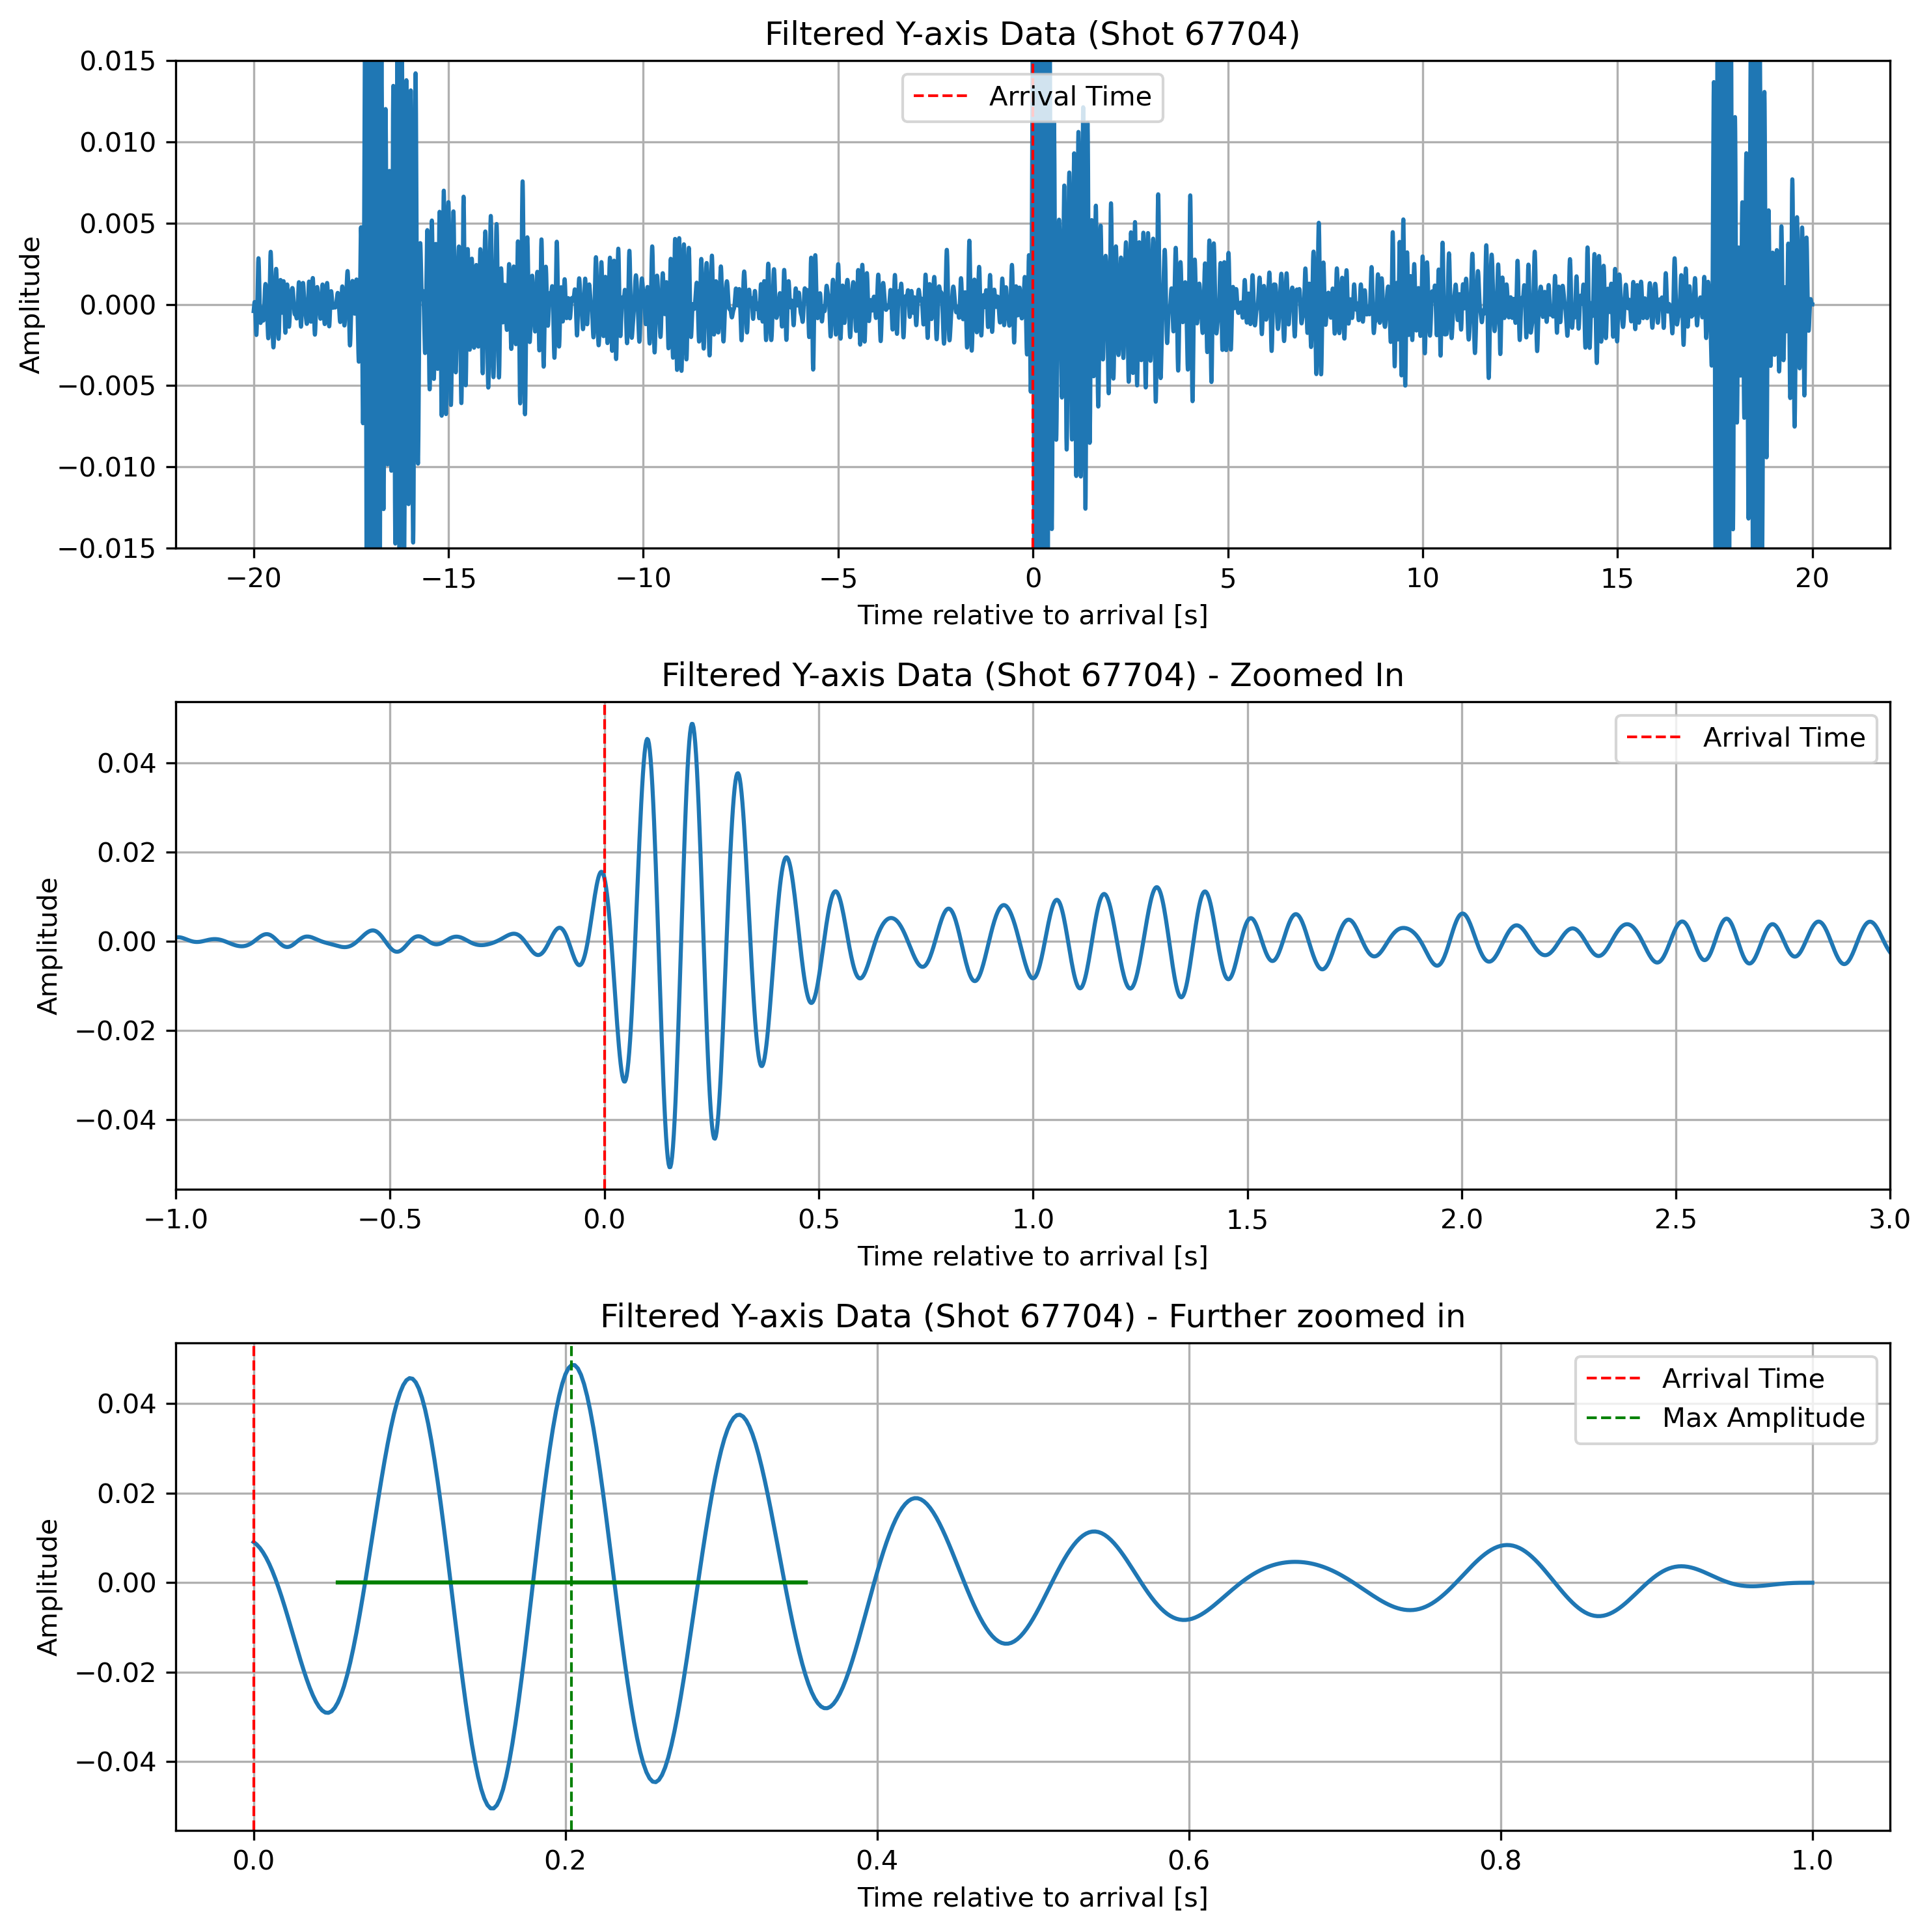 Filtered Y-axis Data (Shot 67704)
0.015
0.010
0.005
0.000
−0.005
−0.010
−0.015
Amplitude
Arrival Time
−20 −15 −10 −5 0 5 10 15 20
Time relative to arrival [s]
Filtered Y-axis Data (Shot 67704) - Zoomed In
0.04
0.02
0.00
−0.02
−0.04
Amplitude
Arrival Time
−1.0 −0.5 0.0 0.5 1.0 1.5 2.0 2.5 3.0
Time relative to arrival [s]
Filtered Y-axis Data (Shot 67704) - Further zoomed in
0.04
0.02
0.00
−0.02
−0.04
Amplitude
Arrival Time
Max Amplitude
0.0 0.2 0.4 0.6 0.8 1.0
Time relative to arrival [s]